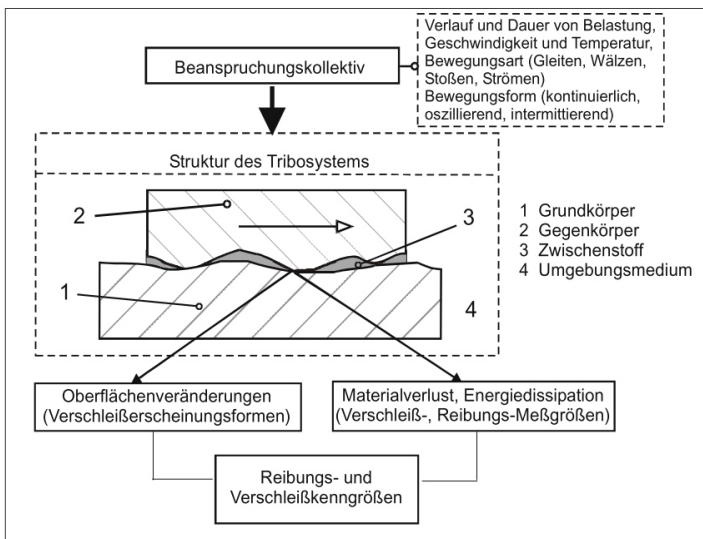 Verlauf und Dauer von Belastung,
Geschwindigkeit und Temperatur,
Bewegungsart (Gleiten, Wälzen,
Stoßen, Strömen)
Bewegungsform (kontinuierlich,
oszillierend, intermittierend)
Beanspruchungskollektiv
Struktur des Tribosystems
2
3
1
4
1 Grundkörper
2 Gegenkörper
3 Zwischenstoff
4 Umgebungsmedium
Oberflächenveränderungen
(Verschleißerscheinungsformen)
Materialverlust, Energiedissipation
(Verschleiß-, Reibungs-Meßgrößen)
Reibungs- und
Verschleißkenngrößen